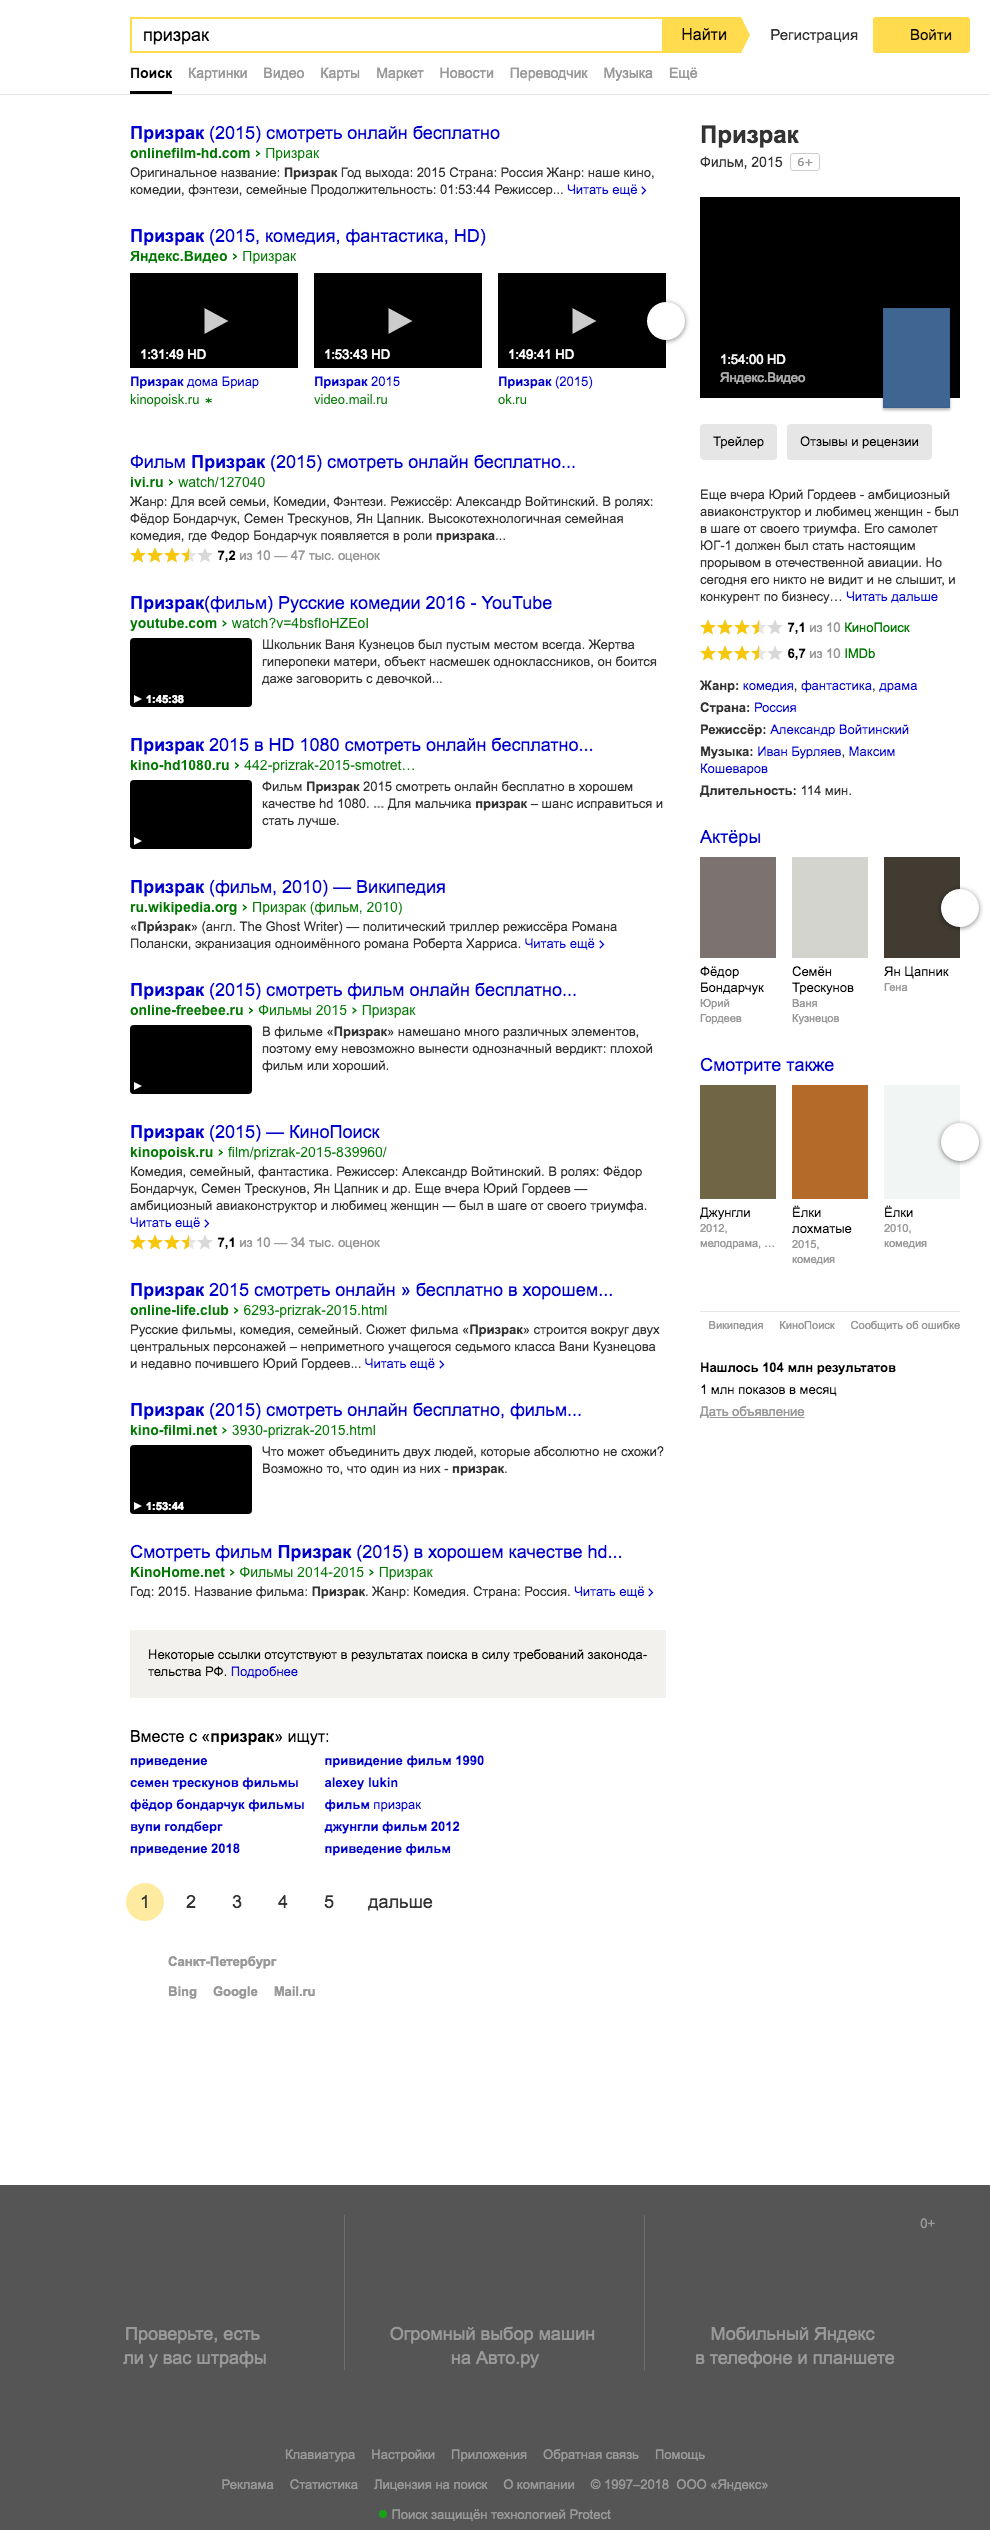 призрак
Найти
Регистрация
Войти
Поиск Картинки Видео Карты Маркет Новости Переводчик Музыка Ещё
Призрак (2015) смотреть онлайн бесплатно
onlinefilm-hd.com › Призрак
Оригинальное название: Призрак Год выхода: 2015 Страна: Россия Жанр: наше кино,
комедии, фэнтези, семейные Продолжительность: 01:53:44 Режиссер... Читать ещё ›
Призрак (2015, комедия, фантастика, HD)
Яндекс.Видео › Призрак
1:31:49 HD
1:53:43 HD
1:49:41 HD
Призрак дома Бриар
Призрак 2015
Призрак (2015)
kinopoisk.ru ∗
video.mail.ru
ok.ru
Фильм Призрак (2015) смотреть онлайн бесплатно...
ivi.ru › watch/127040
Жанр: Для всей семьи, Комедии, Фэнтези. Режиссёр: Александр Войтинский. В ролях:
Фёдор Бондарчук, Семен Трескунов, Ян Цапник. Высокотехнологичная семейная
комедия, где Федор Бондарчук появляется в роли призрака...
7,2 из 10 — 47 тыс. оценок
Призрак(фильм) Русские комедии 2016 - YouTube
youtube.com › watch?v=4bsfIoHZEoI
1:45:38
Школьник Ваня Кузнецов был пустым местом всегда. Жертва
гиперопеки матери, объект насмешек одноклассников, он боится
даже заговорить с девочкой...
Призрак 2015 в HD 1080 смотреть онлайн бесплатно...
kino-hd1080.ru › 442-prizrak-2015-smotret…
Фильм Призрак 2015 смотреть онлайн бесплатно в хорошем
качестве hd 1080. ... Для мальчика призрак – шанс исправиться и
стать лучше.
Призрак (фильм, 2010) — Википедия
ru.wikipedia.org › Призрак (фильм, 2010)
«При́зрак» (англ. The Ghost Writer) — политический триллер режиссёра Романа
Полански, экранизация одноимённого романа Роберта Харриса. Читать ещё ›
Призрак (2015) смотреть фильм онлайн бесплатно...
online-freebee.ru › Фильмы 2015 › Призрак
В фильме «Призрак» намешано много различных элементов,
поэтому ему невозможно вынести однозначный вердикт: плохой
фильм или хороший.
Призрак (2015) — КиноПоиск
kinopoisk.ru › film/prizrak-2015-839960/
Комедия, семейный, фантастика. Режиссер: Александр Войтинский. В ролях: Фёдор
Бондарчук, Семен Трескунов, Ян Цапник и др. Еще вчера Юрий Гордеев —
амбициозный авиаконструктор и любимец женщин — был в шаге от своего триумфа.
Читать ещё ›
7,1 из 10 — 34 тыс. оценок
Призрак 2015 смотреть онлайн » бесплатно в хорошем...
online-life.club › 6293-prizrak-2015.html
Русские фильмы, комедия, семейный. Сюжет фильма «Призрак» строится вокруг двух
центральных персонажей – неприметного учащегося седьмого класса Вани Кузнецова
и недавно почившего Юрий Гордеев... Читать ещё ›
Призрак (2015) смотреть онлайн бесплатно, фильм...
kino-filmi.net › 3930-prizrak-2015.html
1:53:44
Что может объединить двух людей, которые абсолютно не схожи?
Возможно то, что один из них - призрак.
Смотреть фильм Призрак (2015) в хорошем качестве hd...
KinoHome.net › Фильмы 2014-2015 › Призрак
Год: 2015. Название фильма: Призрак. Жанр: Комедия. Страна: Россия. Читать ещё ›
Некоторые ссылки отсутствуют в результатах поиска в силу требований законода-
тельства РФ. Подробнее
Вместе с «призрак» ищут:
приведение
привидение фильм 1990
семен трескунов фильмы
alexey lukin
фёдор бондарчук фильмы
фильм призрак
вупи голдберг
джунгли фильм 2012
приведение 2018
приведение фильм
1 2 3 4 5 дальше
Санкт-Петербург
Bing Google Mail.ru
Призрак
Фильм, 2015 6+
1:54:00 HD
Яндекс.Видео
Трейлер
Отзывы и рецензии
Еще вчера Юрий Гордеев - амбициозный
авиаконструктор и любимец женщин - был
в шаге от своего триумфа. Его самолет
ЮГ-1 должен был стать настоящим
прорывом в отечественной авиации. Но
сегодня его никто не видит и не слышит, и
конкурент по бизнесу… Читать дальше
7,1 из 10 КиноПоиск
6,7 из 10 IMDb
Жанр: комедия, фантастика, драма
Страна: Россия
Режиссёр: Александр Войтинский
Музыка: Иван Бурляев, Максим
Кошеваров
Длительность: 114 мин.
Актёры
Фёдор
Бондарчук
Юрий
Гордеев
Семён
Трескунов
Ваня
Кузнецов
Ян Цапник
Гена
Смотрите также
Джунгли
2012,
мелодрама, …
Ёлки
лохматые
2015,
комедия
Ёлки
2010,
комедия
Википедия КиноПоиск Сообщить об ошибке
Нашлось 104 млн результатов
1 млн показов в месяц
Дать объявление
0+
Проверьте, есть
ли у вас штрафы
Огромный выбор машин
на Авто.ру
Мобильный Яндекс
в телефоне и планшете
Клавиатура Настройки Приложения Обратная связь Помощь
Реклама Статистика Лицензия на поиск О компании © 1997–2018 ООО «Яндекс»
Поиск защищён технологией Protect